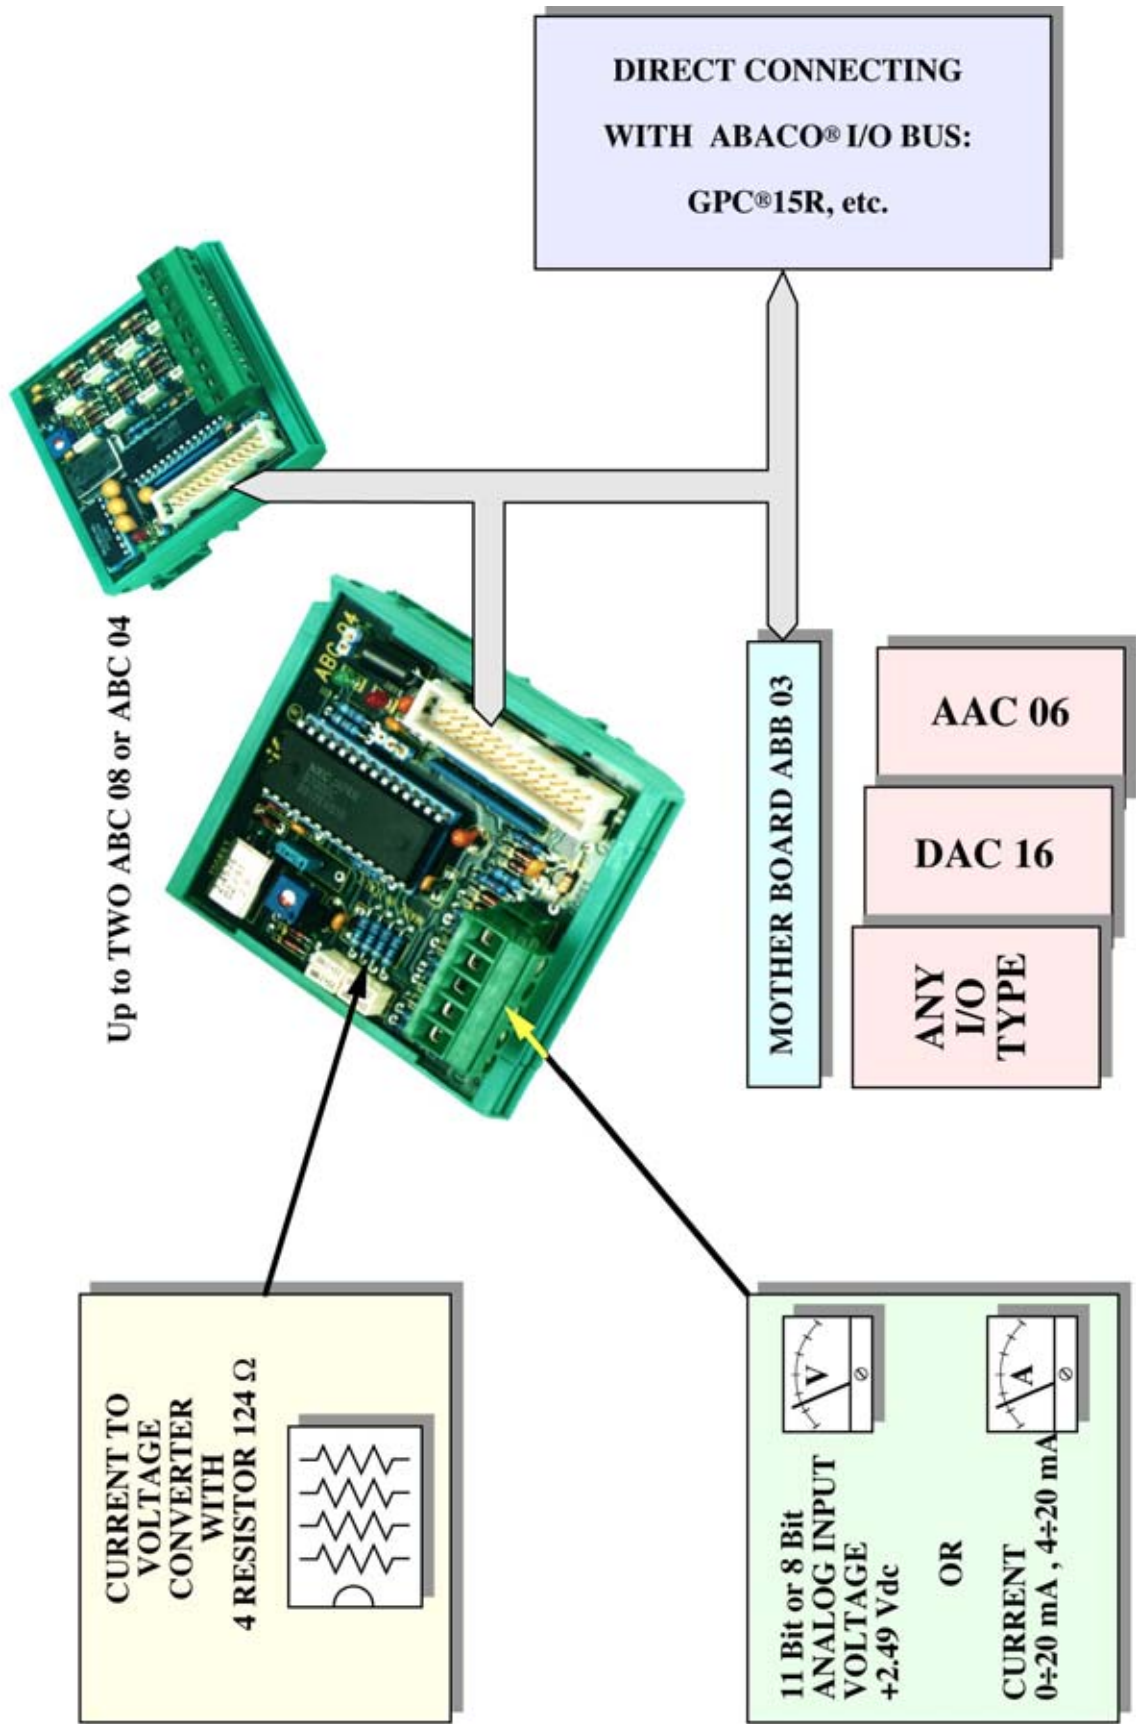 DIRECT CONNECTING
WITH ABACO® I/O BUS:
GPC®15R, etc.
Up to TWO ABC 08 or ABC 04
ABC 04
MOTHER BOARD ABB 03
AAC 06
DAC 16
ANY
I/O
TYPE
CURRENT TO
VOLTAGE
CONVERTER
WITH
4 RESISTOR 124 Ω
11 Bit or 8 Bit
ANALOG INPUT
VOLTAGE
+2.49 Vdc
V
OR
CURRENT
0÷20 mA , 4÷20 mA
A